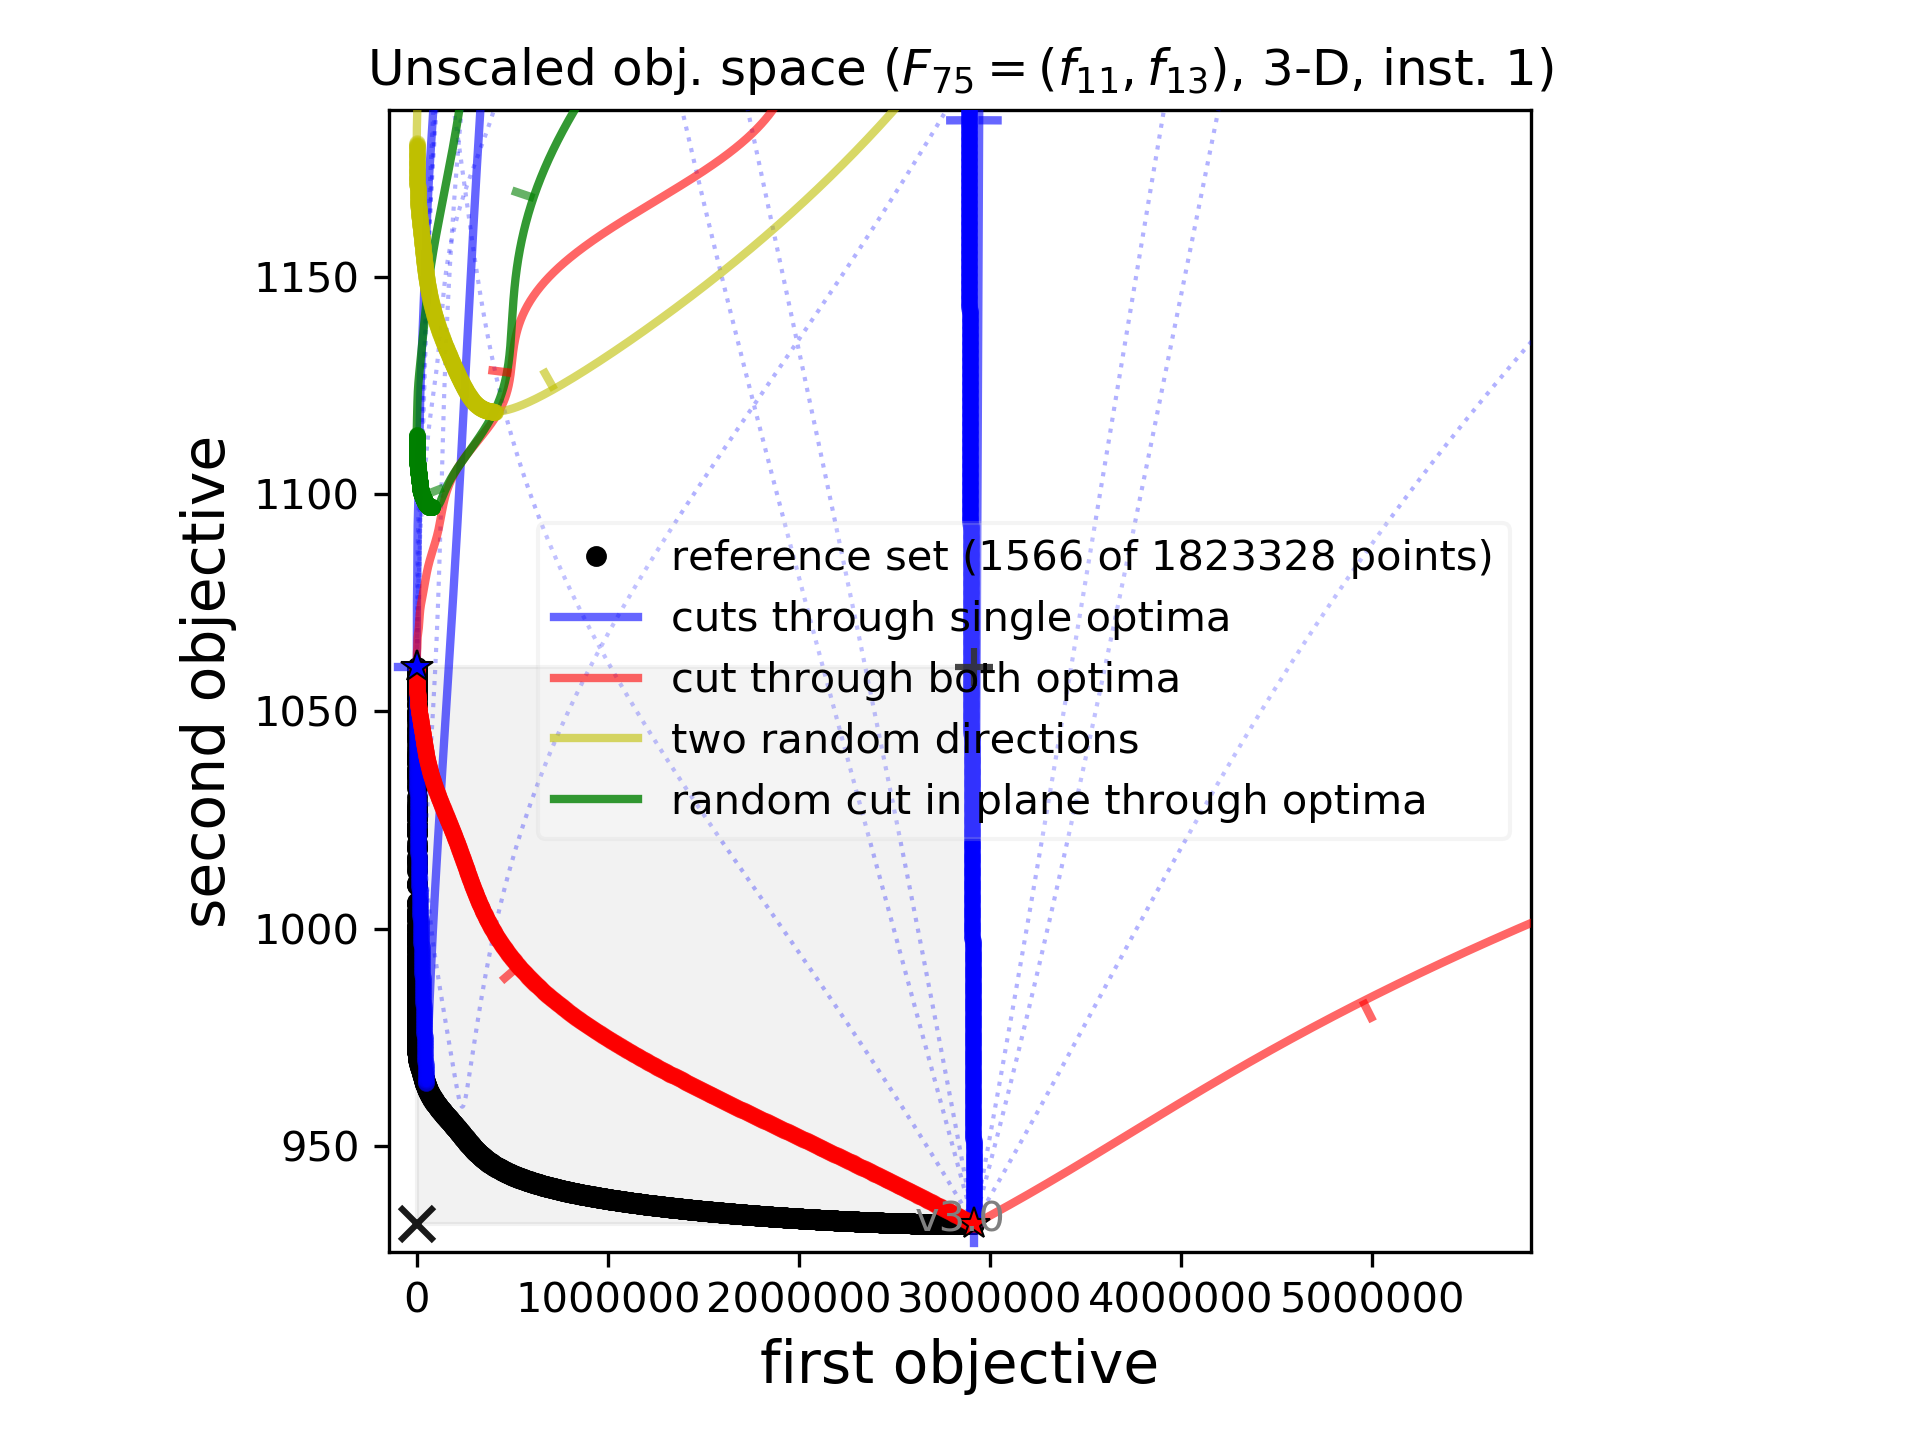 Unscaled obj. space (F75 = (f11, f13), 3-D, inst. 1)
1150
1100
1050
1000
950
second objective
reference set (1566 of 1823328 points)
cuts through single optima
cut through both optima
two random directions
random cut in plane through optima
v3.0
0 1000000 2000000 3000000 4000000 5000000
first objective